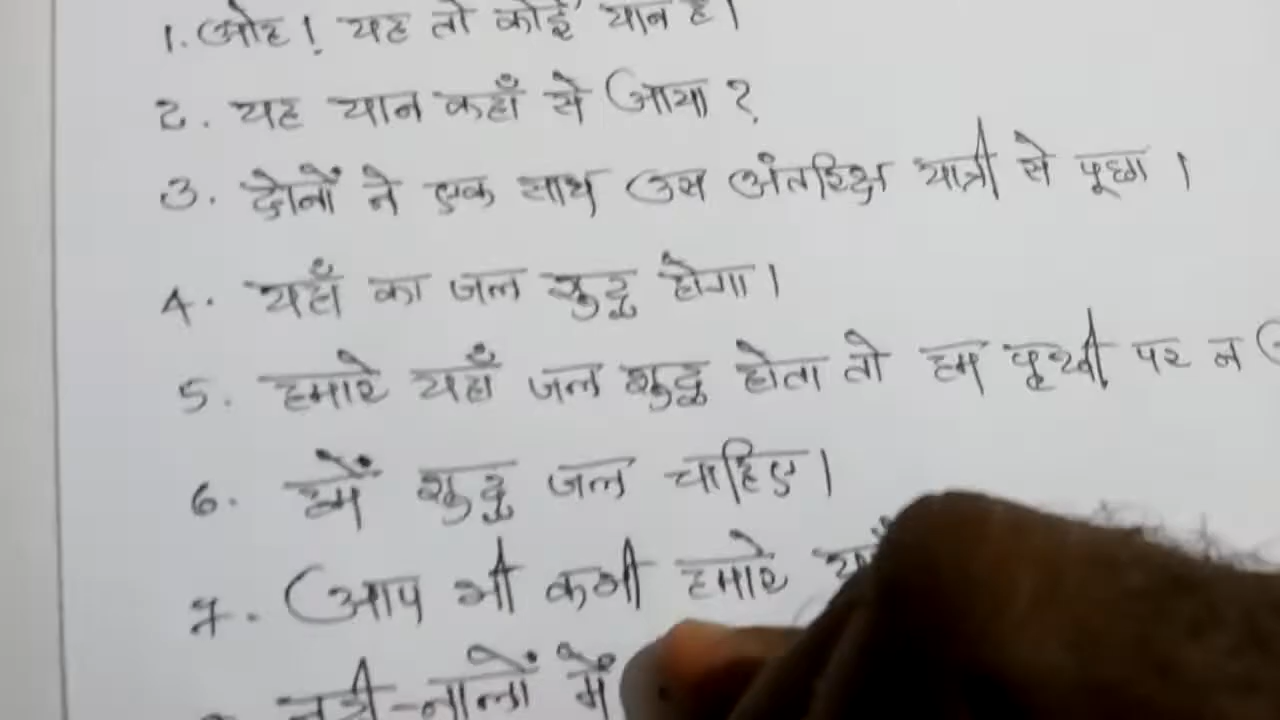 1. ओह! यह तो कोई यान है।
2. यह यान कहाँ से आया?
3. दोनों ने एक साथ उस अंतरिक्ष यात्री से पूछा।
4. यहाँ का जल शुद्ध होगा।
5. हमारे यहाँ जल शुद्ध होता तो हम पृथ्वी पर न
6. हमें शुद्ध जल चाहिए।
7. आप भी कभी हमारे
नदी-नालों में